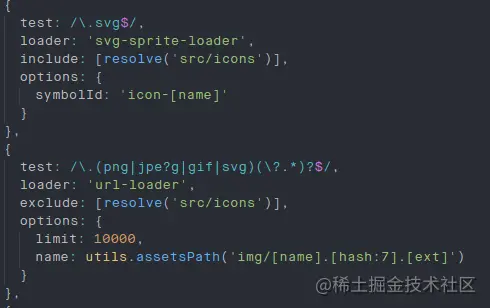 {
  test: /\.svg$/,
  loader: 'svg-sprite-loader',
  include: [resolve('src/icons')],
  options: {
    symbolId: 'icon-[name]'
  }
},
{
  test: /\.(png|jpe?g|gif|svg)(\?.*)?$/,
  loader: 'url-loader',
  exclude: [resolve('src/icons')],
  options: {
    limit: 10000,
    name: utils.assetsPath('img/[name].[hash:7].[ext]')
  }
},
@稀土掘金技术社区